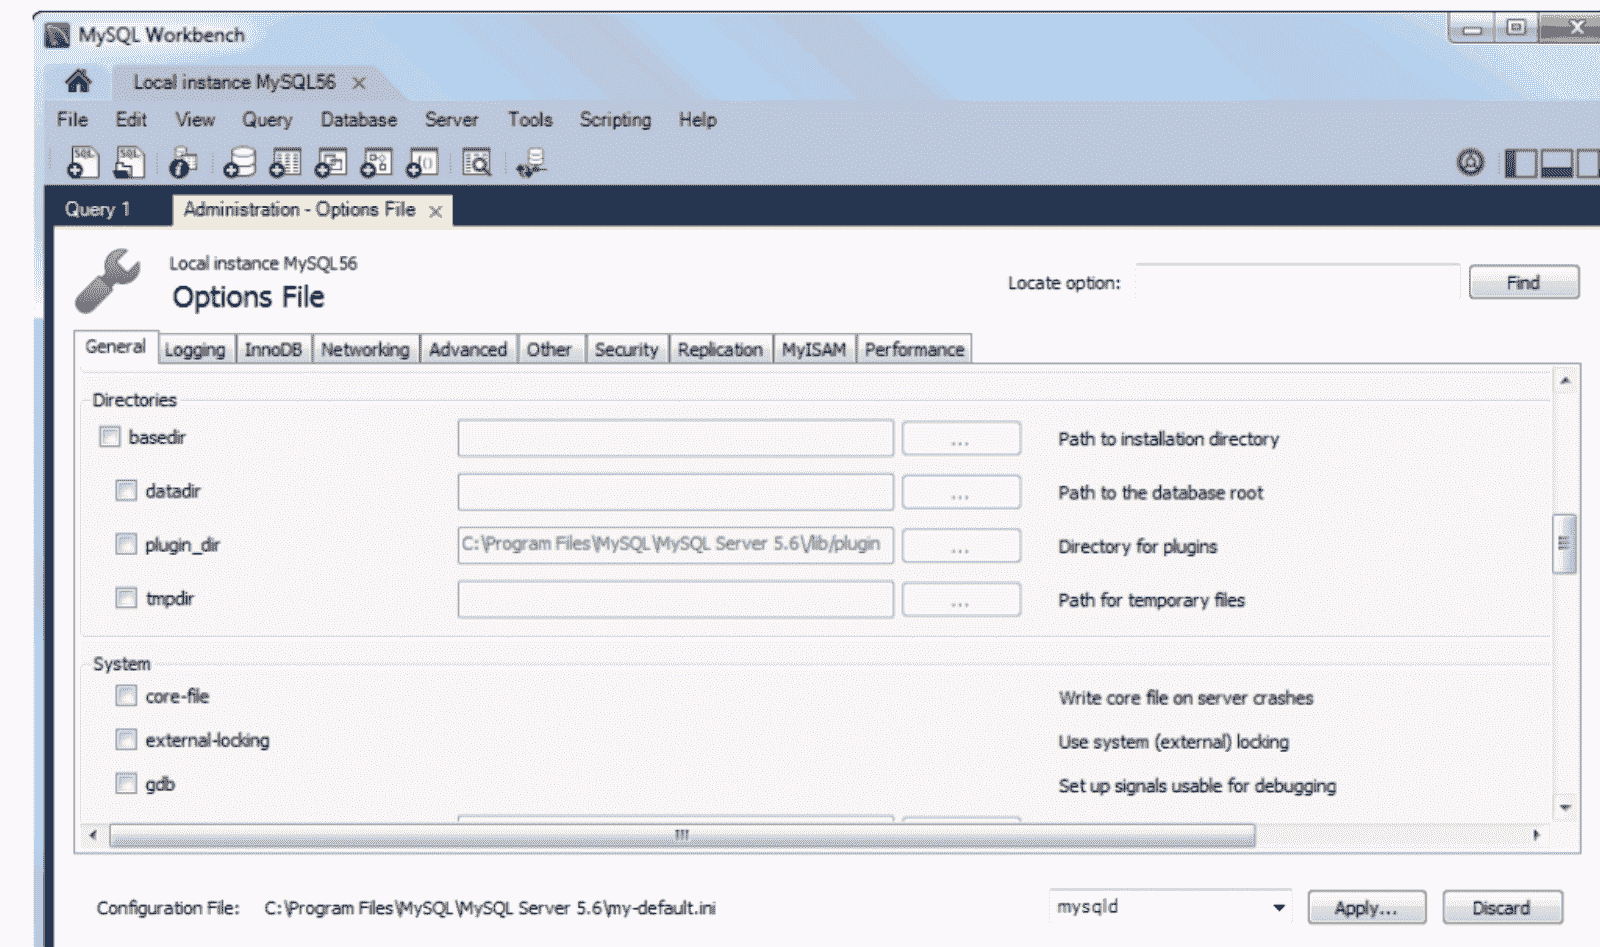 MySQL Workbench
Local instance MySQL56
File Edit View Query Database Server Tools Scripting Help
Query 1 Administration - Options File
Local instance MySQL56
Options File
Locate option: Find
General Logging InnoDB Networking Advanced Other Security Replication MyISAM Performance
Directories
basedir ... Path to installation directory
datadir ... Path to the database root
plugin_dir C:\Program Files\MySQL\MySQL Server 5.6\/lib/plugin ... Directory for plugins
tmpdir ... Path for temporary files
System
core-file Write core file on server crashes
external-locking Use system (external) locking
gdb Set up signals usable for debugging
Configuration File: C:\Program Files\MySQL\MySQL Server 5.6\my-default.ini mysqld Apply... Discard